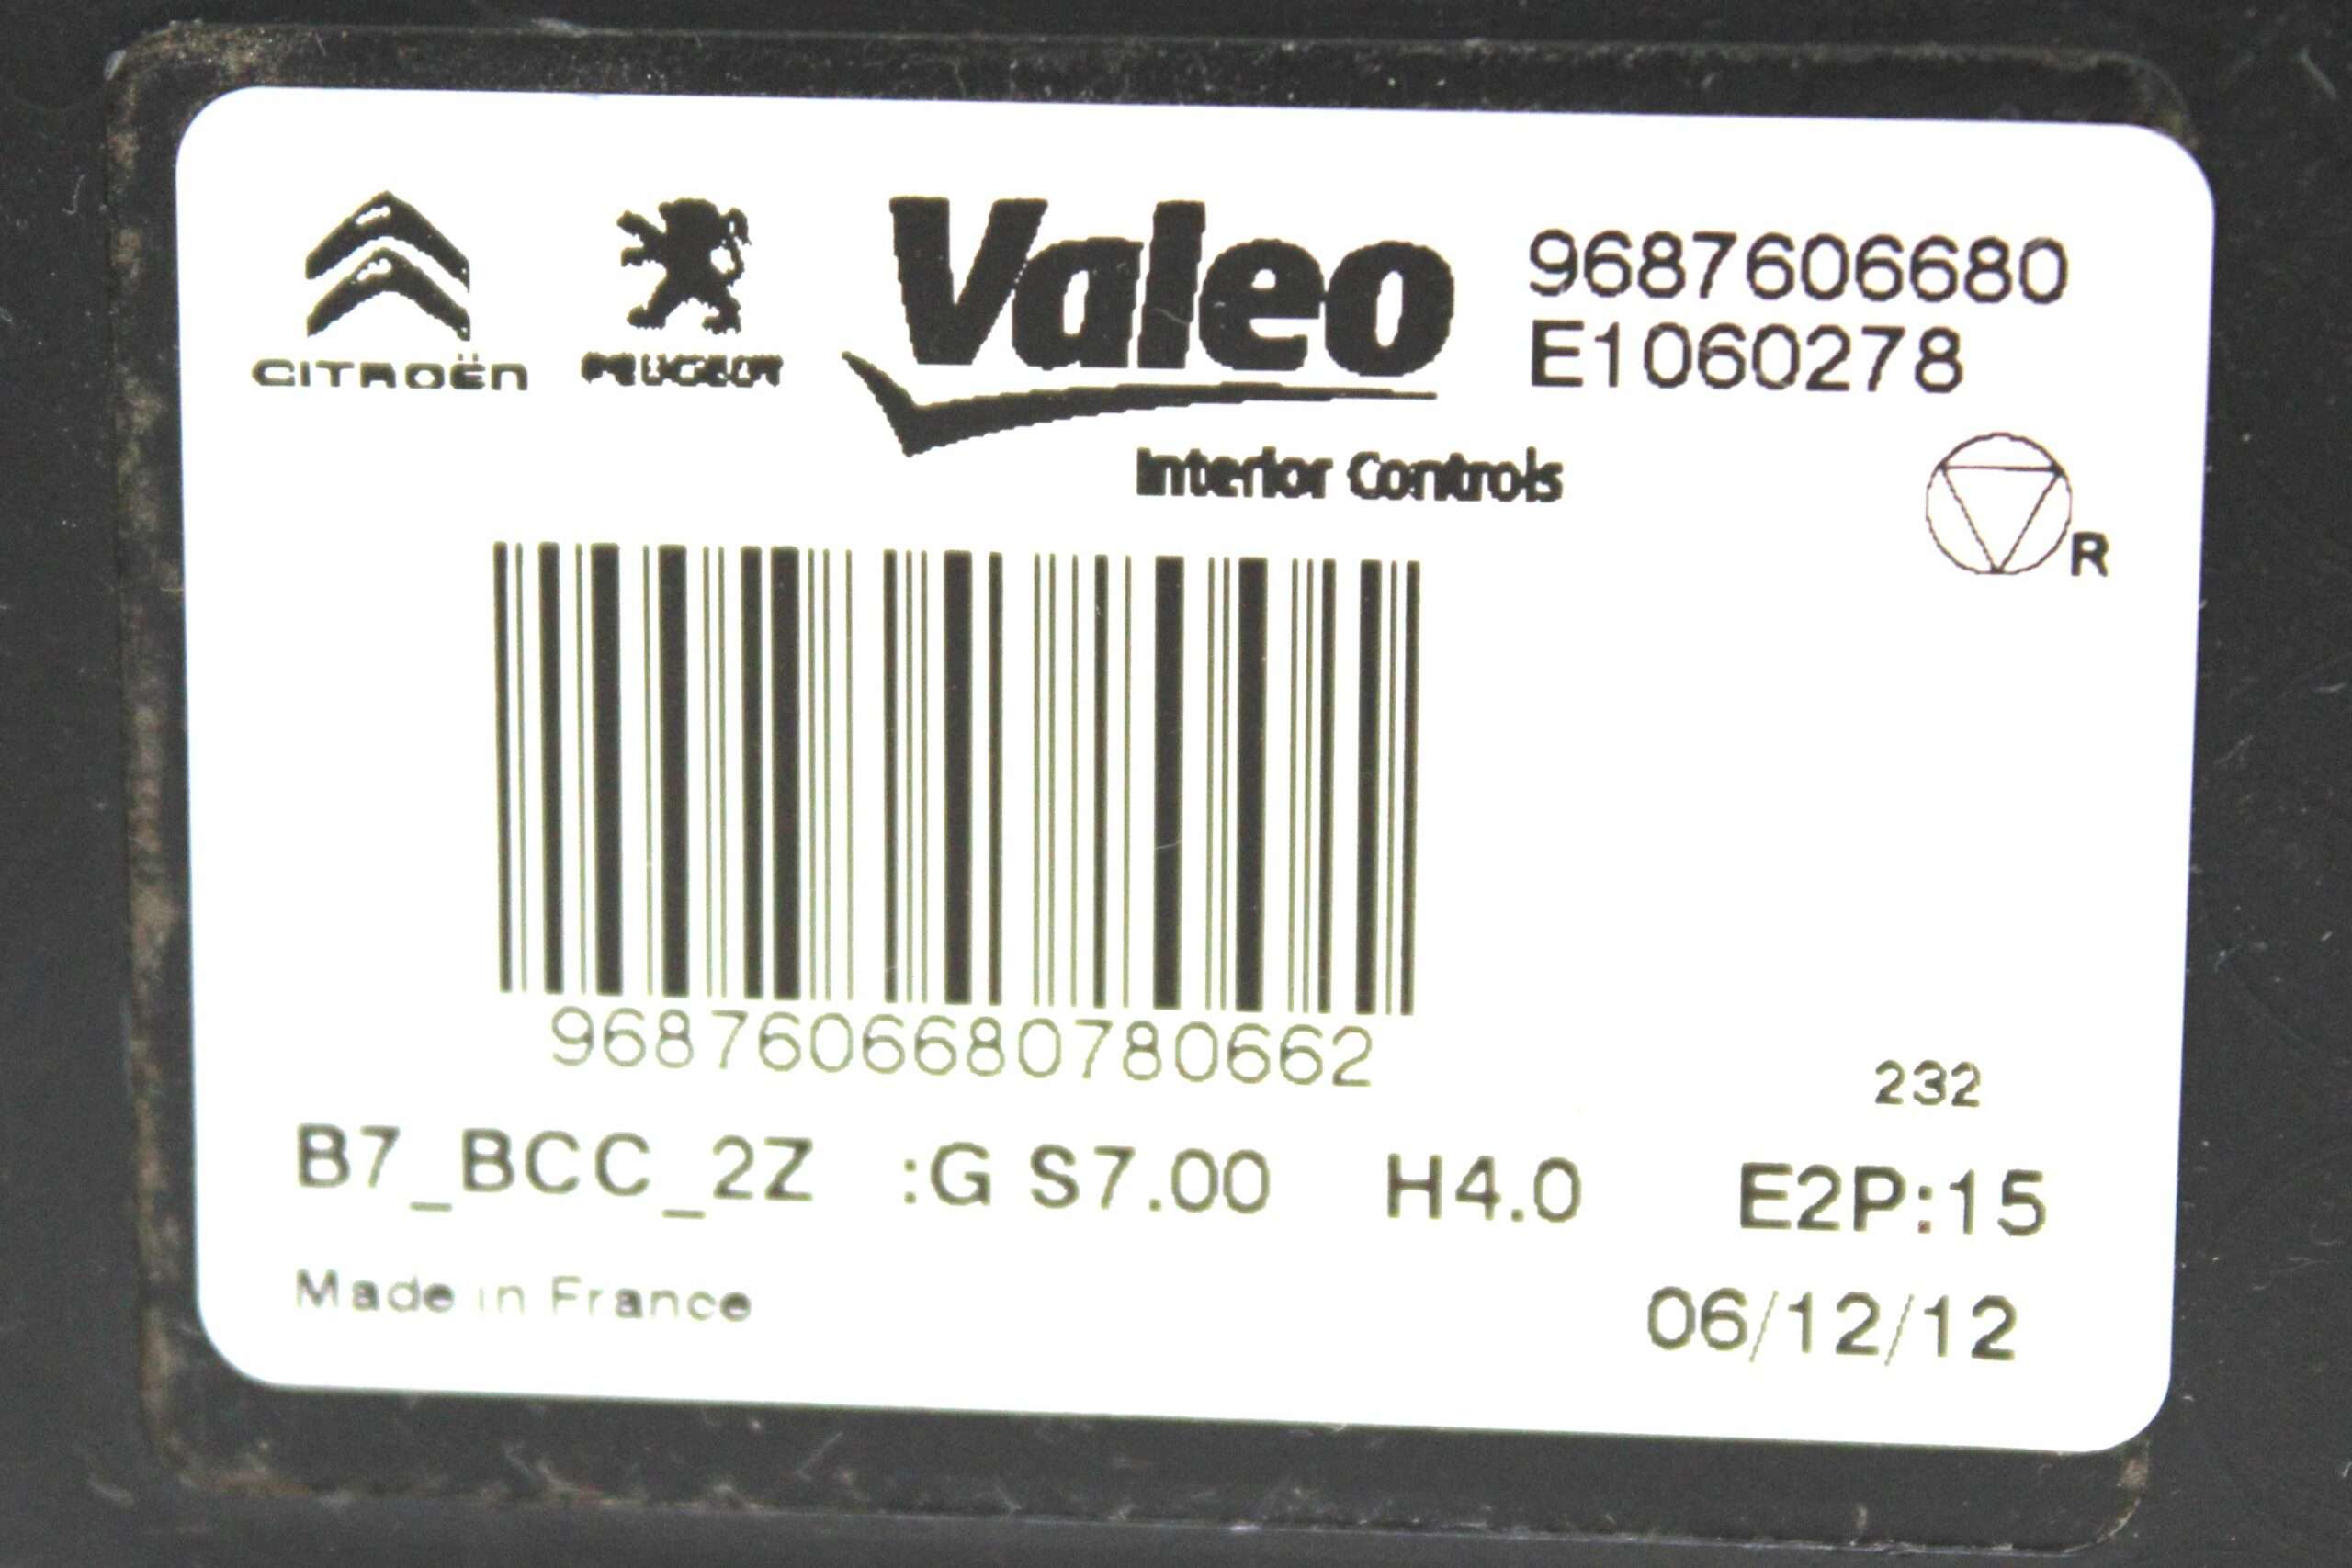 CITROËN PEUGEOT Valeo 9687606680
E1060278
Interior Controls
R
9687606680780662
232
B7_BCC_2Z :G S7.00 H4.0 E2P:15
Made in France
06/12/12